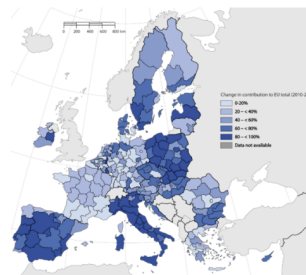 0 200 400 600 800 km
Change in contribution to EU total (2010-2
0-20%
20 – < 40%
40 – < 60%
60 – < 80%
80 – < 100%
Data not available